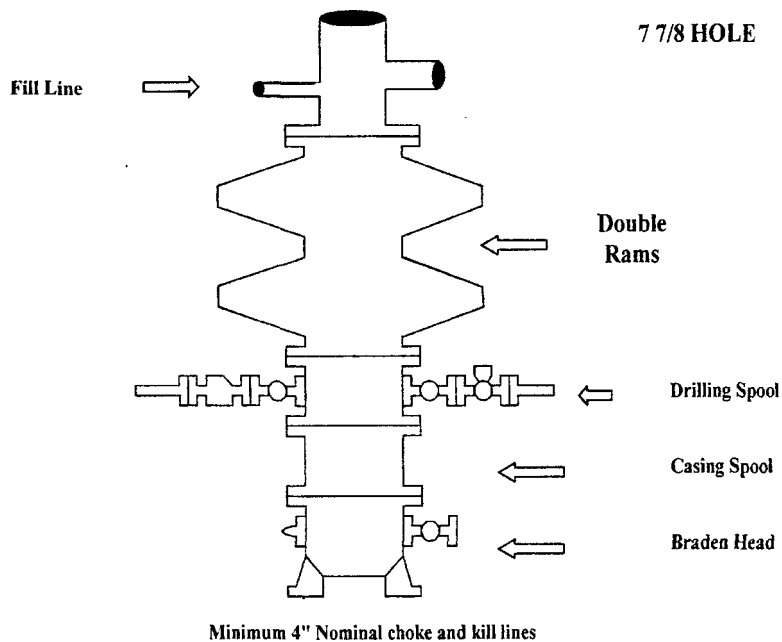 7 7/8 HOLE
Fill Line
Double
Rams
Drilling Spool
Casing Spool
Braden Head
Minimum 4" Nominal choke and kill lines